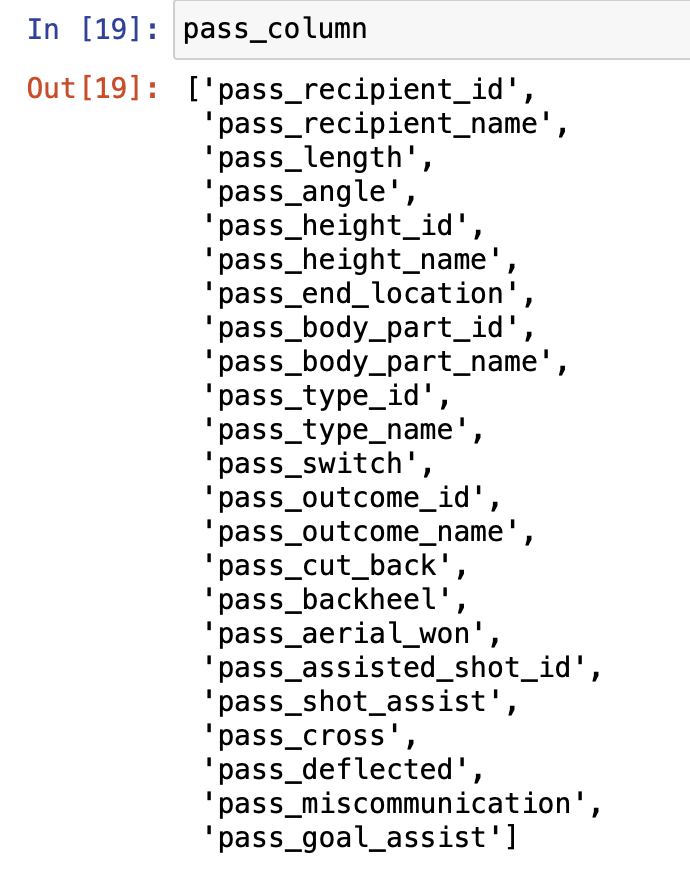 In [19]: pass_column
Out[19]: ['pass_recipient_id',
'pass_recipient_name',
'pass_length',
'pass_angle',
'pass_height_id',
'pass_height_name',
'pass_end_location',
'pass_body_part_id',
'pass_body_part_name',
'pass_type_id',
'pass_type_name',
'pass_switch',
'pass_outcome_id',
'pass_outcome_name',
'pass_cut_back',
'pass_backheel',
'pass_aerial_won',
'pass_assisted_shot_id',
'pass_shot_assist',
'pass_cross',
'pass_deflected',
'pass_miscommunication',
'pass_goal_assist']